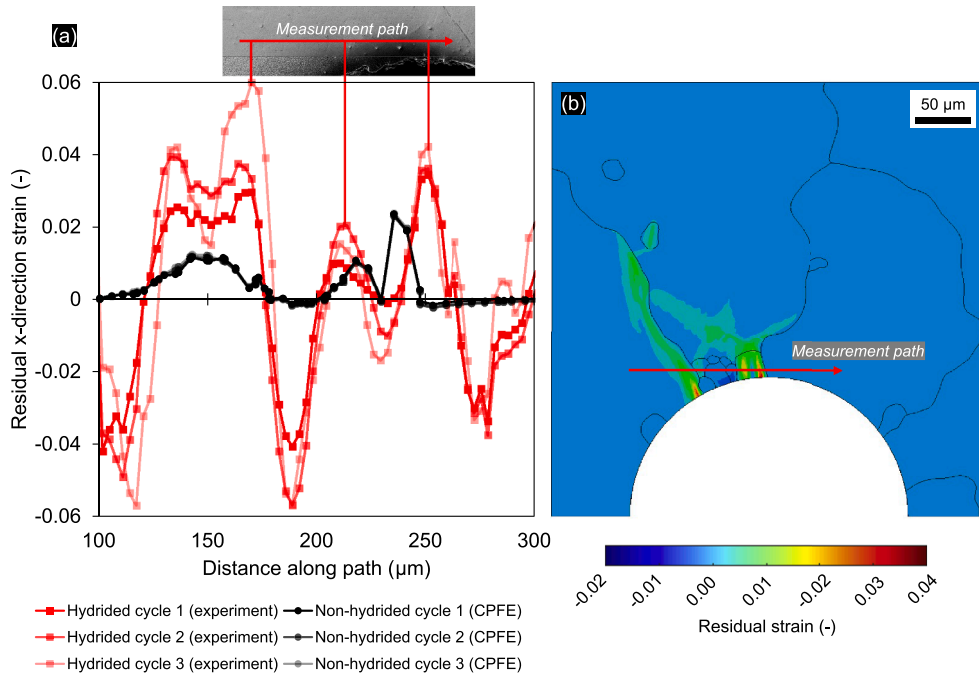 (a)
Measurement path
Residual x-direction strain (-)
0.06
0.04
0.02
0
-0.02
-0.04
-0.06
100
150
200
250
300
Distance along path (µm)
Hydrided cycle 1 (experiment)
Hydrided cycle 2 (experiment)
Hydrided cycle 3 (experiment)
Non-hydrided cycle 1 (CPFE)
Non-hydrided cycle 2 (CPFE)
Non-hydrided cycle 3 (CPFE)
(b)
50 µm
Measurement path
-0.02
-0.01
0.00
0.01
-0.02
0.03
0.04
Residual strain (-)